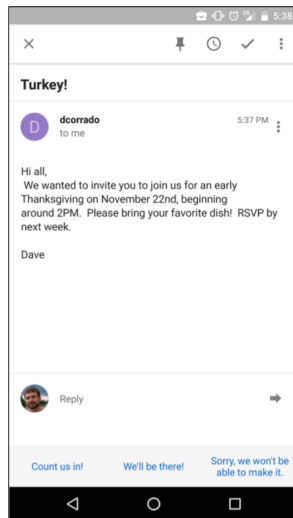 5:38
Turkey!
D
dcorrado
5:37 PM
to me
Hi all,
We wanted to invite you to join us for an early
Thanksgiving on November 22nd, beginning
around 2PM.  Please bring your favorite dish!  RSVP by
next week.
Dave
Reply
Count us in!
We'll be there!
Sorry, we won't be
able to make it.